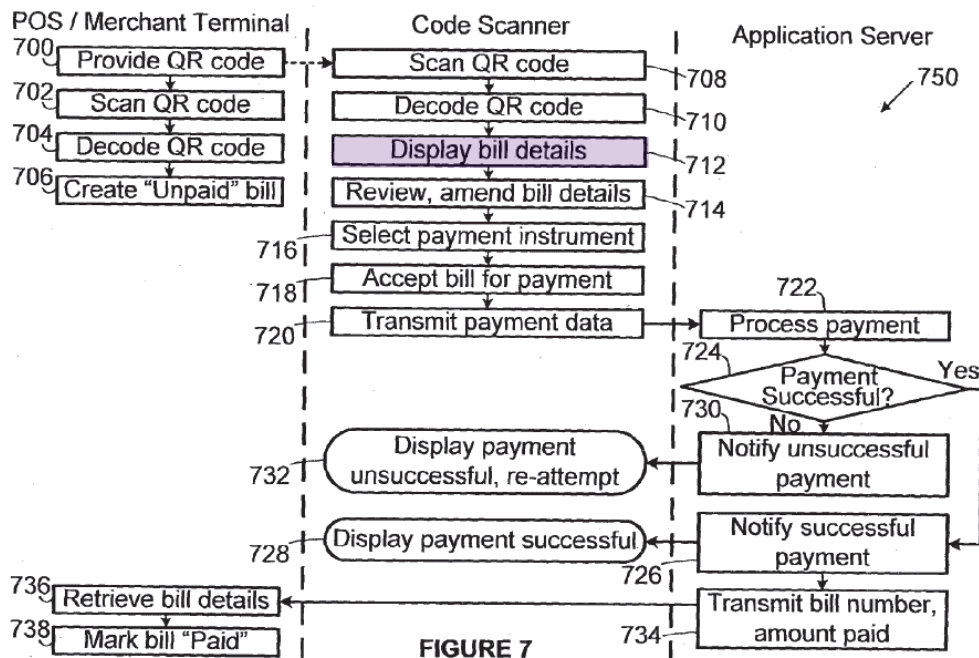 POS / Merchant Terminal
Code Scanner
Application Server
700
Provide QR code
Scan QR code
708
750
702
Scan QR code
Decode QR code
710
704
Decode QR code
Display bill details
712
706
Create “Unpaid” bill
Review, amend bill details
714
716
Select payment instrument
718
Accept bill for payment
722
720
Transmit payment data
Process payment
724
Payment
Successful?
Yes
730
No
732
Display payment
unsuccessful, re-attempt
Notify unsuccessful
payment
728
Display payment successful
Notify successful
payment
726
736
Retrieve bill details
Transmit bill number,
amount paid
734
738
Mark bill “Paid”
FIGURE 7